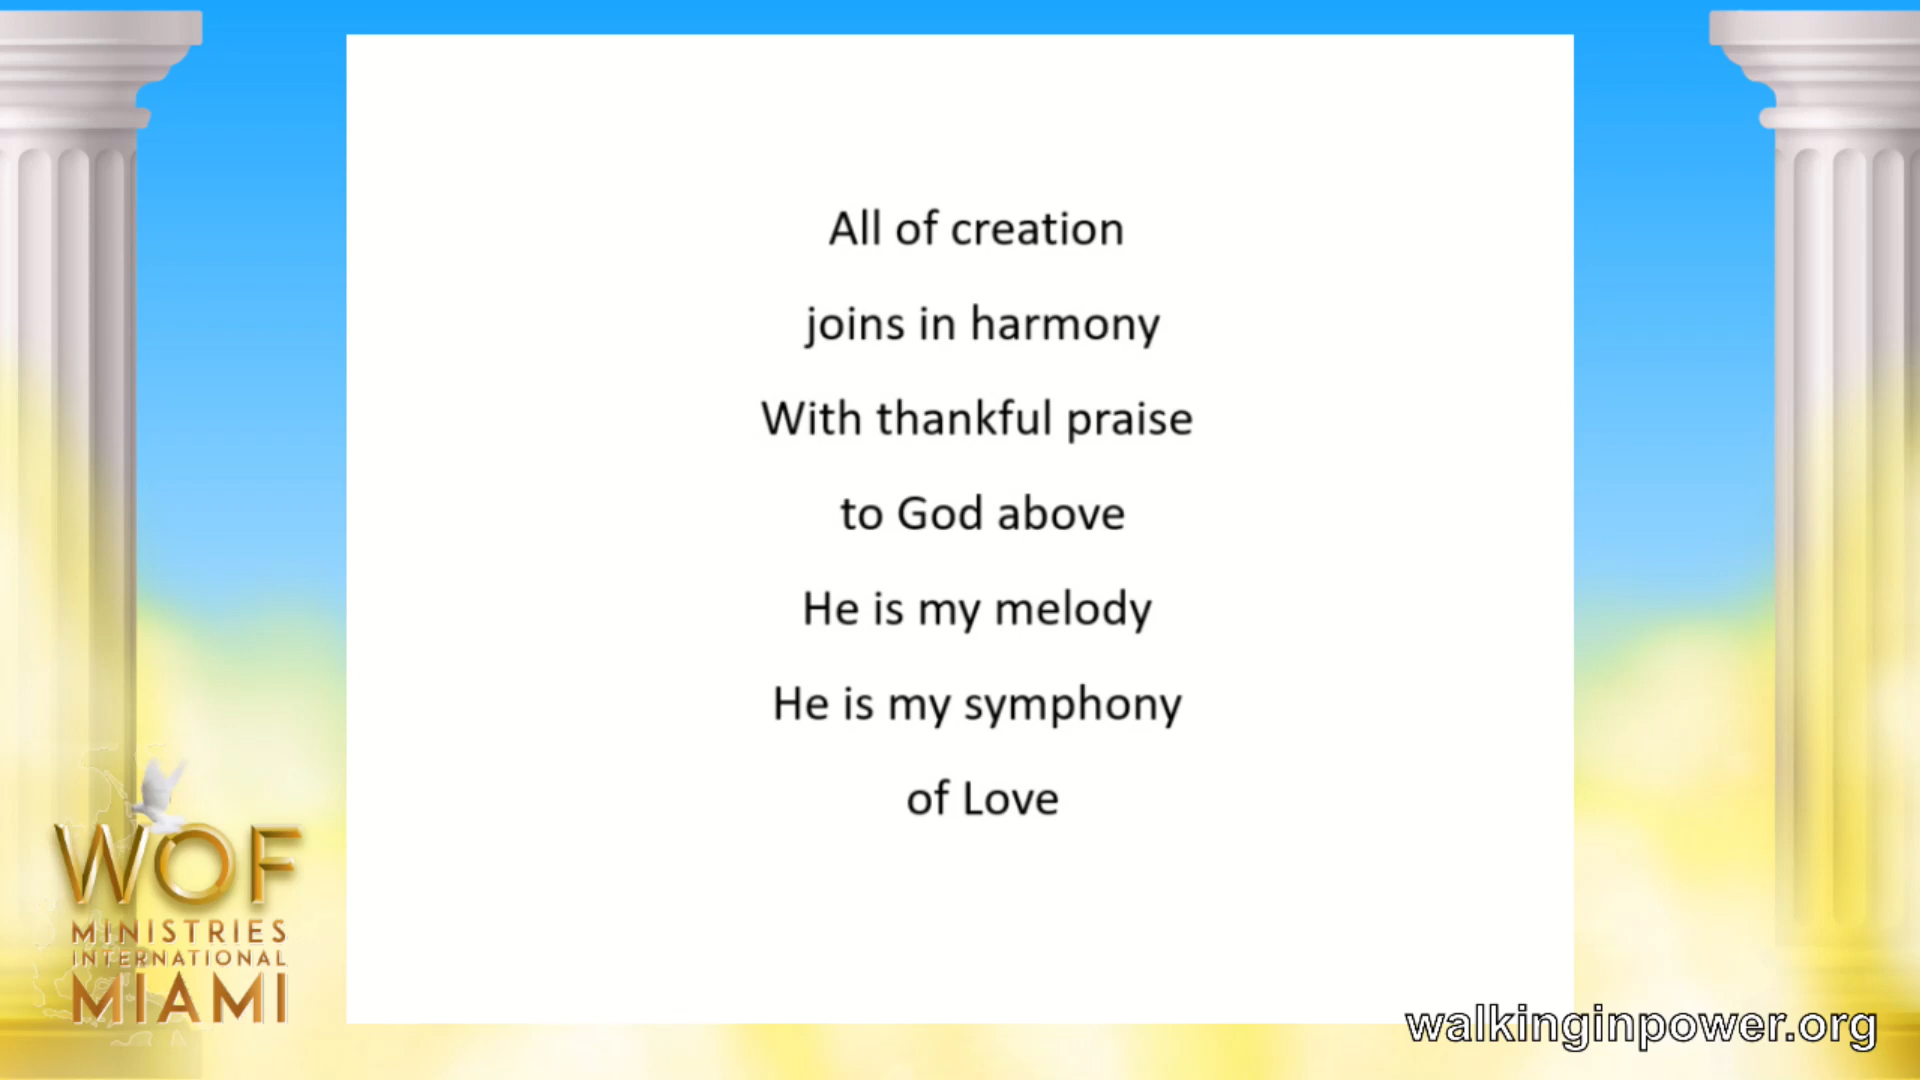 All of creation
joins in harmony
With thankful praise
to God above
He is my melody
He is my symphony
of Love
WOF
MINISTRIES
INTERNATIONAL
MIAMI
walkinginpower.org